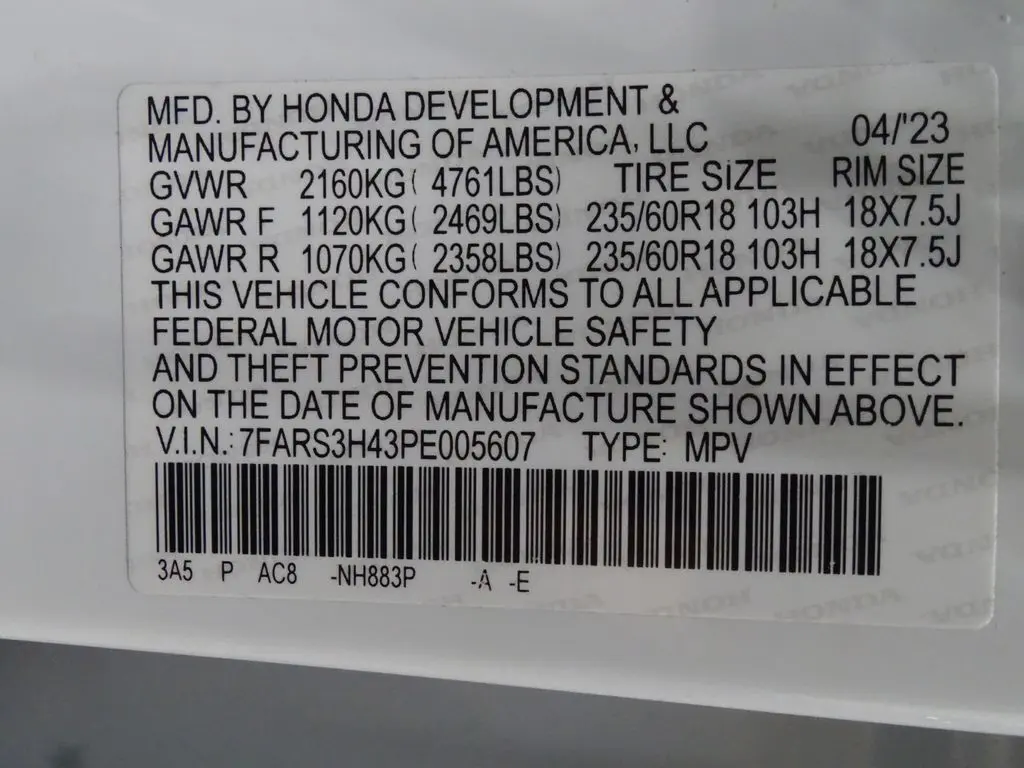 MFD. BY HONDA DEVELOPMENT &
MANUFACTURING OF AMERICA, LLC 04/'23
GVWR 2160KG( 4761LBS) TIRE SIZE RIM SIZE
GAWR F 1120KG( 2469LBS) 235/60R18 103H 18X7.5J
GAWR R 1070KG( 2358LBS) 235/60R18 103H 18X7.5J
THIS VEHICLE CONFORMS TO ALL APPLICABLE
FEDERAL MOTOR VEHICLE SAFETY
AND THEFT PREVENTION STANDARDS IN EFFECT
ON THE DATE OF MANUFACTURE SHOWN ABOVE.
V.I.N.: 7FARS3H43PE005607 TYPE: MPV
3A5 P AC8 -NH883P -A -E